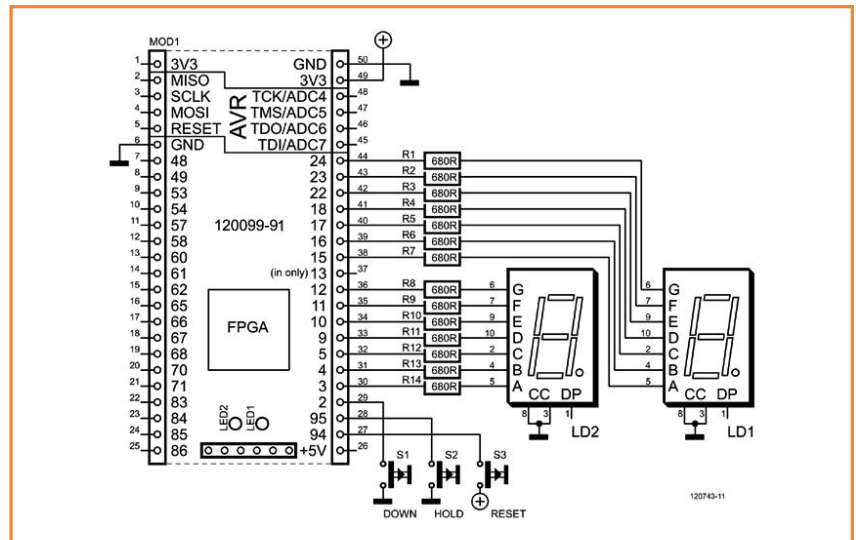 MOD1
1 3V3 GND 50
2 MISO 3V3 49
3 SCLK TCK/ADC4 48
4 MOSI TMS/ADC5 47
5 RESET TDO/ADC6 46
6 GND TDI/ADC7 45
AVR
7 48 24 44 R1 680R
8 49 23 43 R2 680R
9 53 22 42 R3 680R
10 54 18 41 R4 680R
11 57 17 40 R5 680R
12 58 16 39 R6 680R
13 60 15 38 R7 680R
14 61 (in only) 13 37
15 62 12 36 R8 680R 6 G
16 65 11 35 R9 680R 7 F
17 66 10 34 R10 680R 9 E
18 67 9 33 R11 680R 10 D
19 68 5 32 R12 680R 2 C
20 70 4 31 R13 680R 4 B
21 71 3 30 R14 680R 5 A
22 83 2 29
23 84 95 28
24 85 94 27
25 86 +5V 26
120099-91
FPGA
LED2
LED1
CC DP
8 3 1
LD2
6 G
7 F
9 E
10 D
2 C
4 B
5 A
CC DP
8 3 1
LD1
S1 S2 S3
DOWN HOLD RESET
120743-11